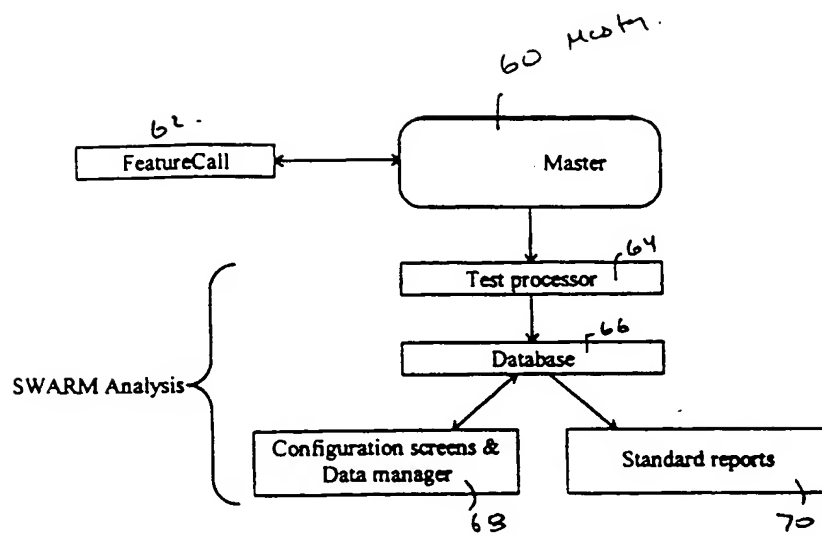 60 Master.
62.
FeatureCall
Master
64
Test processor
66
Database
SWARM Analysis
Configuration screens &
Data manager
Standard reports
68
70